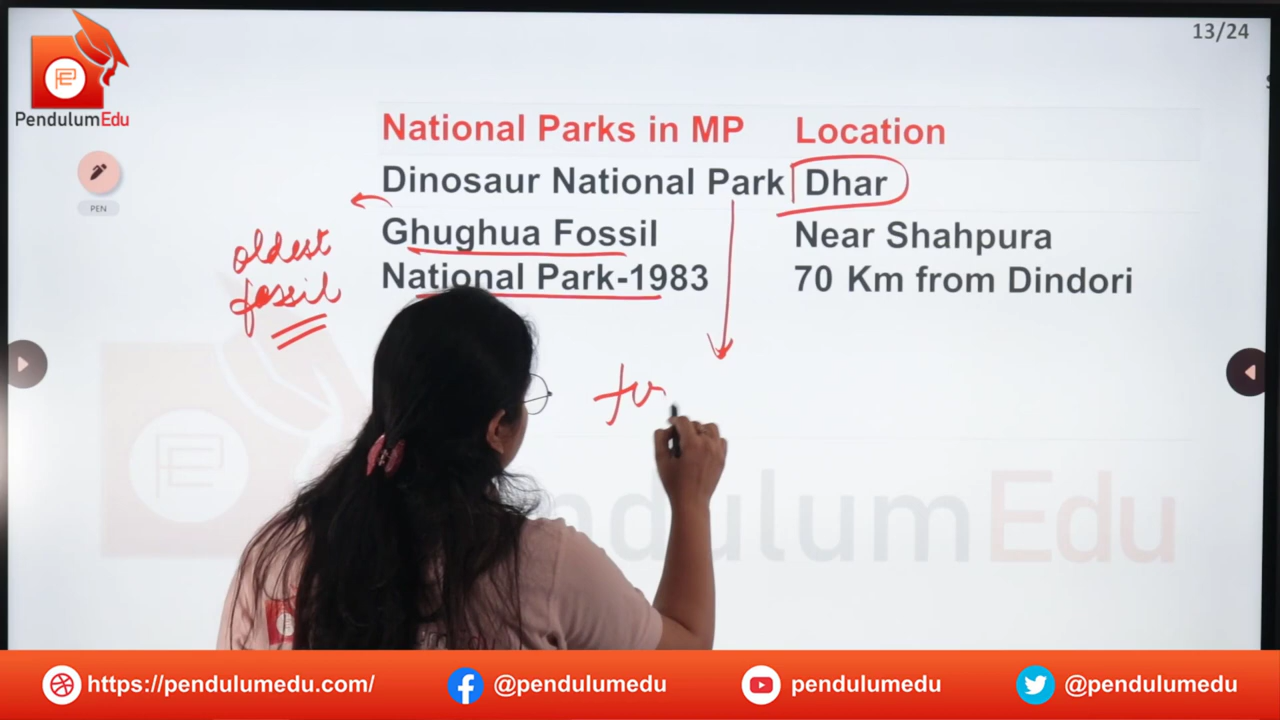 13/24
PendulumEdu
PEN
National Parks in MP Location
Dinosaur National Park Dhar
Ghughua Fossil Near Shahpura
National Park-1983 70 Km from Dindori
oldest
fossil
ndulumEdu
https://pendulumedu.com/ @pendulumedu pendulumedu @pendulumedu